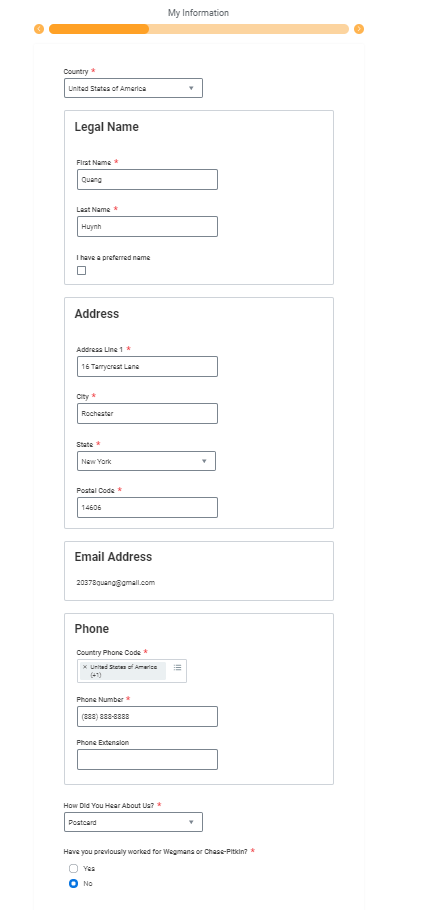 My Information
Country *
United States of America
Legal Name
First Name *
Quang
Last Name *
Huynh
I have a preferred name
Address
Address Line 1 *
16 Tarrycrest Lane
City *
Rochester
State *
New York
Postal Code *
14606
Email Address
20378quang@gmail.com
Phone
Country Phone Code *
× United States of America
(+1)
Phone Number *
(888) 888-8888
Phone Extension
How Did You Hear About Us? *
Postcard
Have you previously worked for Wegmans or Chase-Pitkin? *
Yes
No